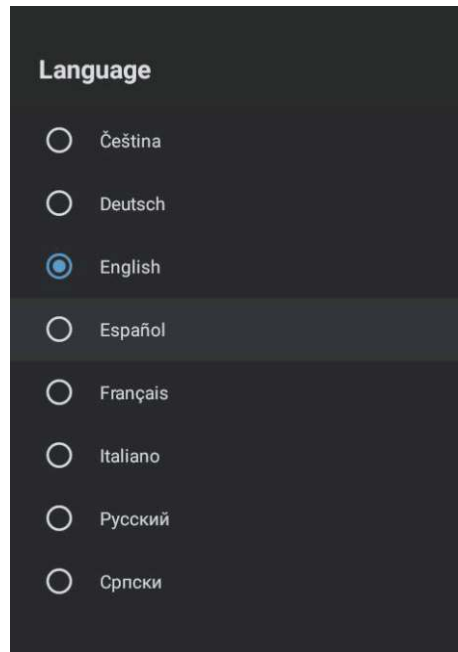 Language
Čeština
Deutsch
English
Español
Français
Italiano
Русский
Српски